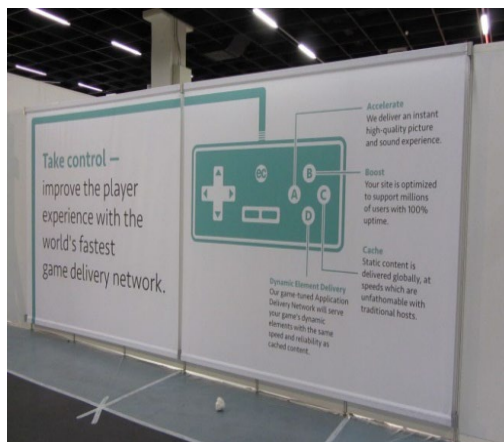 Take control –
improve the player
experience with the
world's fastest
game delivery network.
ec
A
B
C
D
Accelerate
We deliver an instant
high-quality picture
and sound experience.
Boost
Your site is optimized
to support millions
of users with 100%
uptime.
Cache
Static content is
delivered globally, at
speeds which are
unfathomable with
traditional hosts.
Dynamic Element Delivery
Our game-tuned Application
Delivery Network will serve
your game's dynamic
elements with the same
speed and reliability as
cached content.